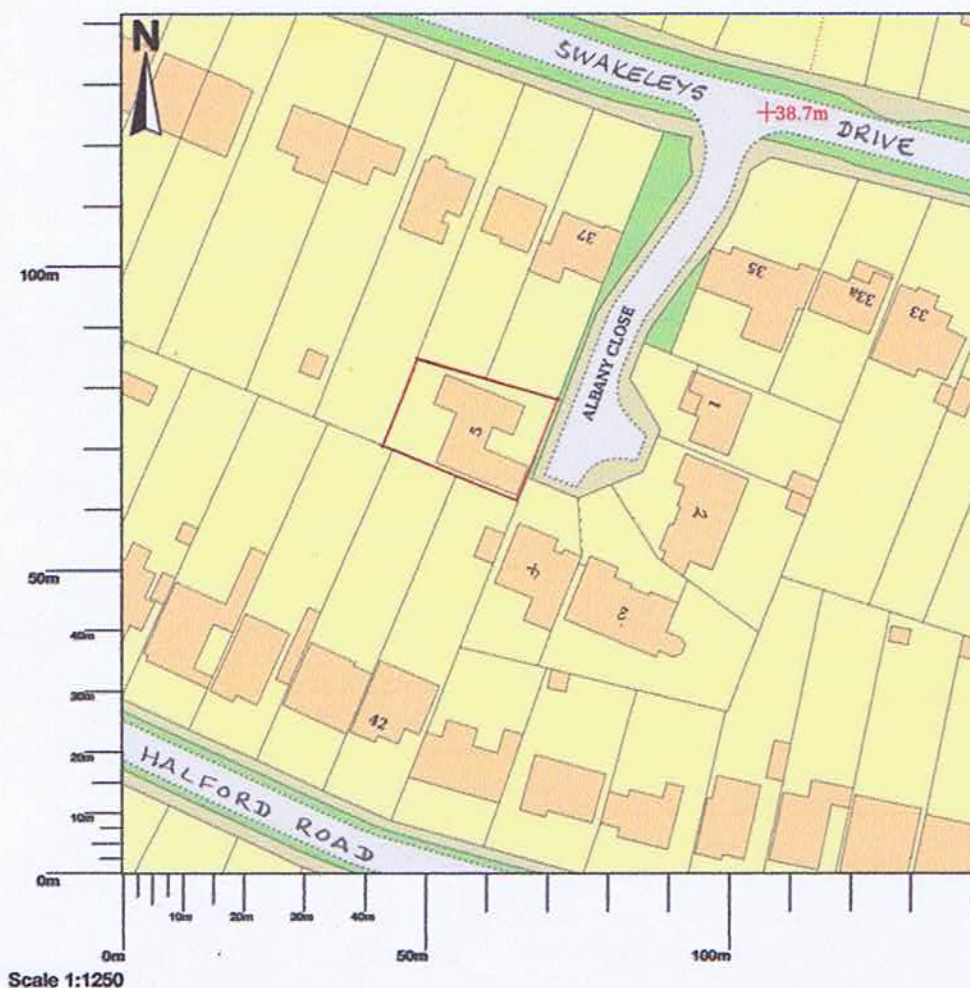 N
SWAKELEYS
DRIVE
38.7m
37
35
33a
33
100m
ALBANY CLOSE
5
1
2
50m
4
3
40m
30m
42
20m
HALFORD ROAD
10m
0m
10m
20m
30m
40m
0m
50m
100m
Scale 1:1250